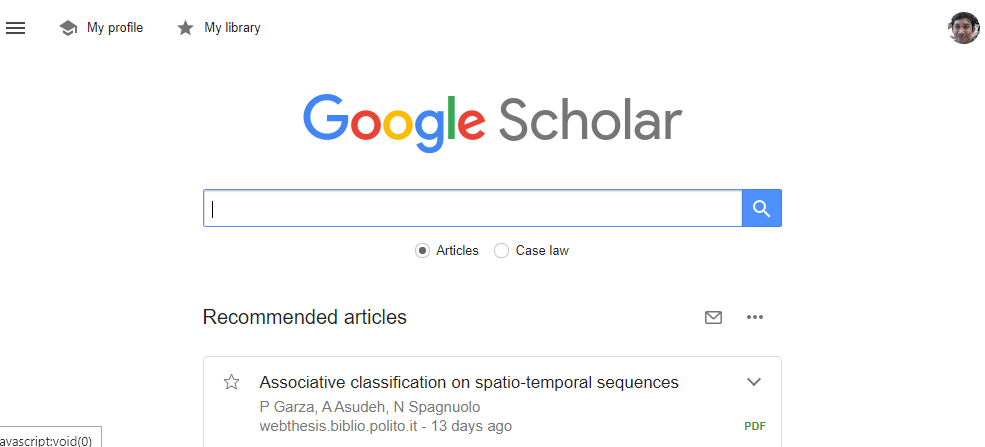 My profile
My library
Google Scholar
Articles
Case law
Recommended articles
Associative classification on spatio-temporal sequences
P Garza, A Asudeh, N Spagnuolo
webthesis.biblio.polito.it - 13 days ago
PDF
avascript:void(0)